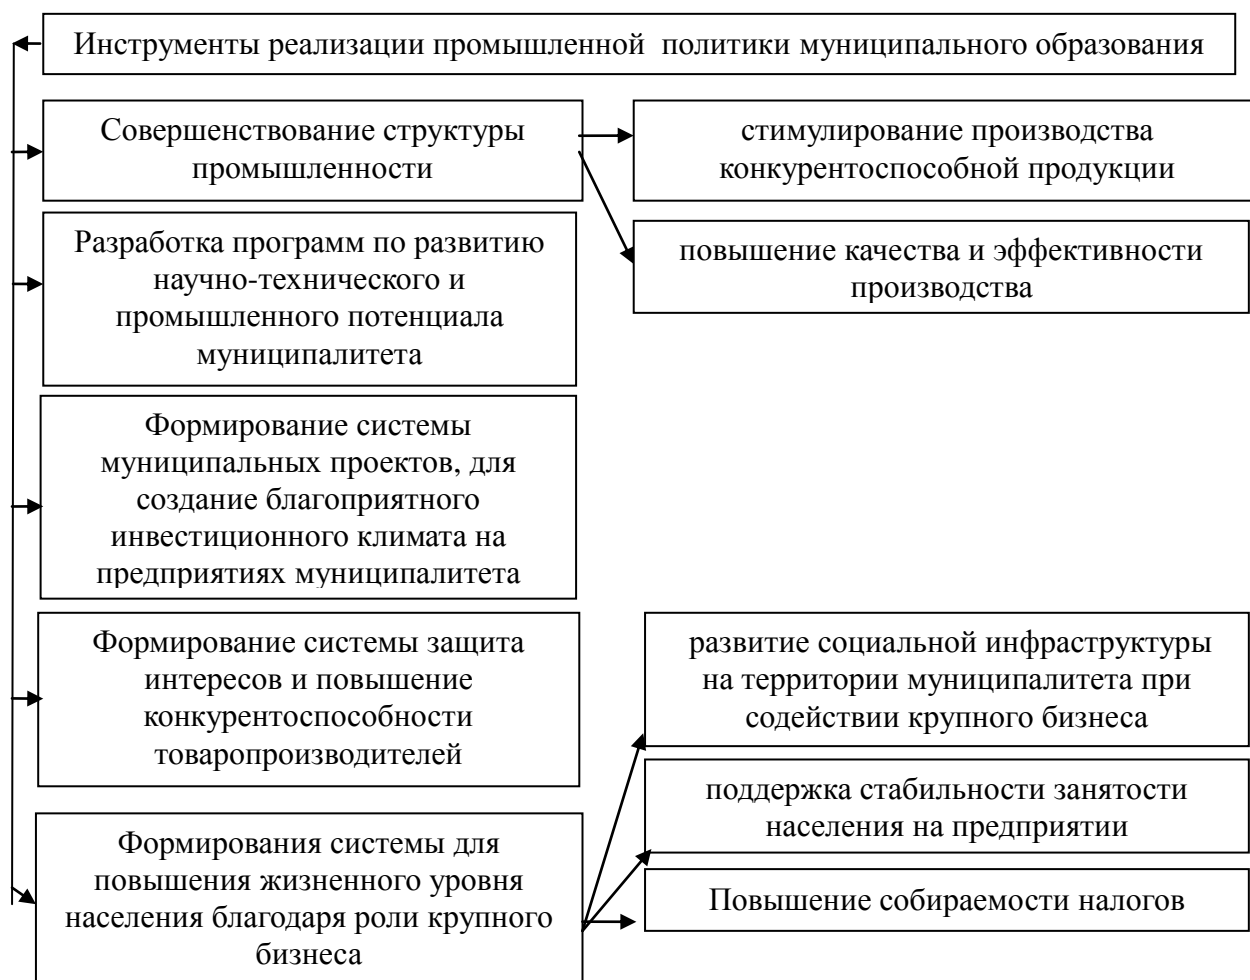 Инструменты реализации промышленной политики муниципального образования
Совершенствование структуры
промышленности
стимулирование производства
конкурентоспособной продукции
повышение качества и эффективности
производства
Разработка программ по развитию
научно-технического и
промышленного потенциала
муниципалитета
Формирование системы
муниципальных проектов, для
создание благоприятного
инвестиционного климата на
предприятиях муниципалитета
Формирование системы защита
интересов и повышение
конкурентоспособности
товаропроизводителей
Формирования системы для
повышения жизненного уровня
населения благодаря роли крупного
бизнеса
развитие социальной инфраструктуры
на территории муниципалитета при
содействии крупного бизнеса
поддержка стабильности занятости
населения на предприятии
Повышение собираемости налогов